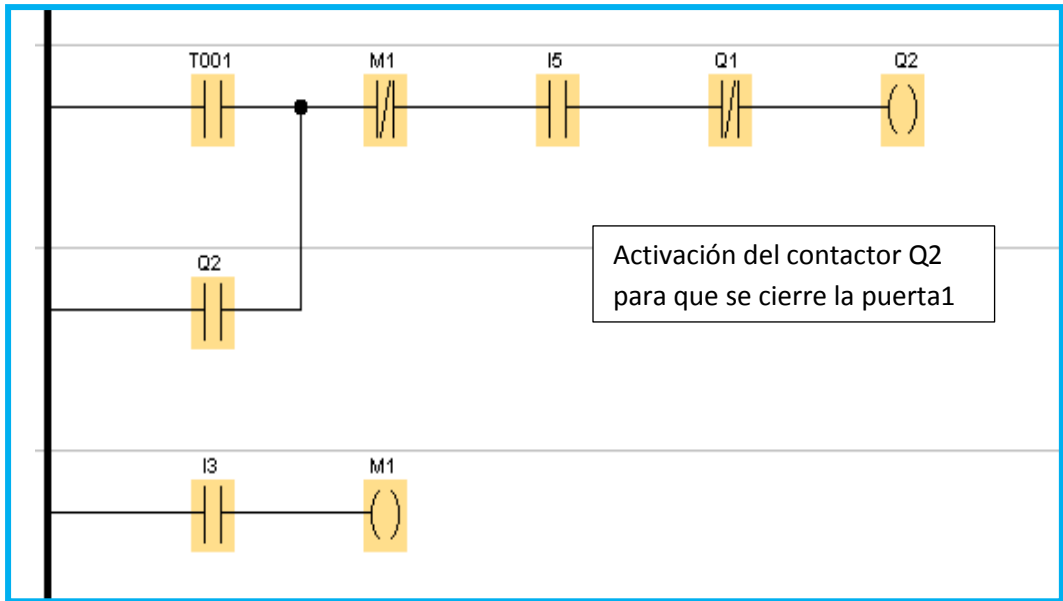 T001 M1 I5 Q1 Q2
Activación del contactor Q2
para que se cierre la puerta1
Q2
I3 M1